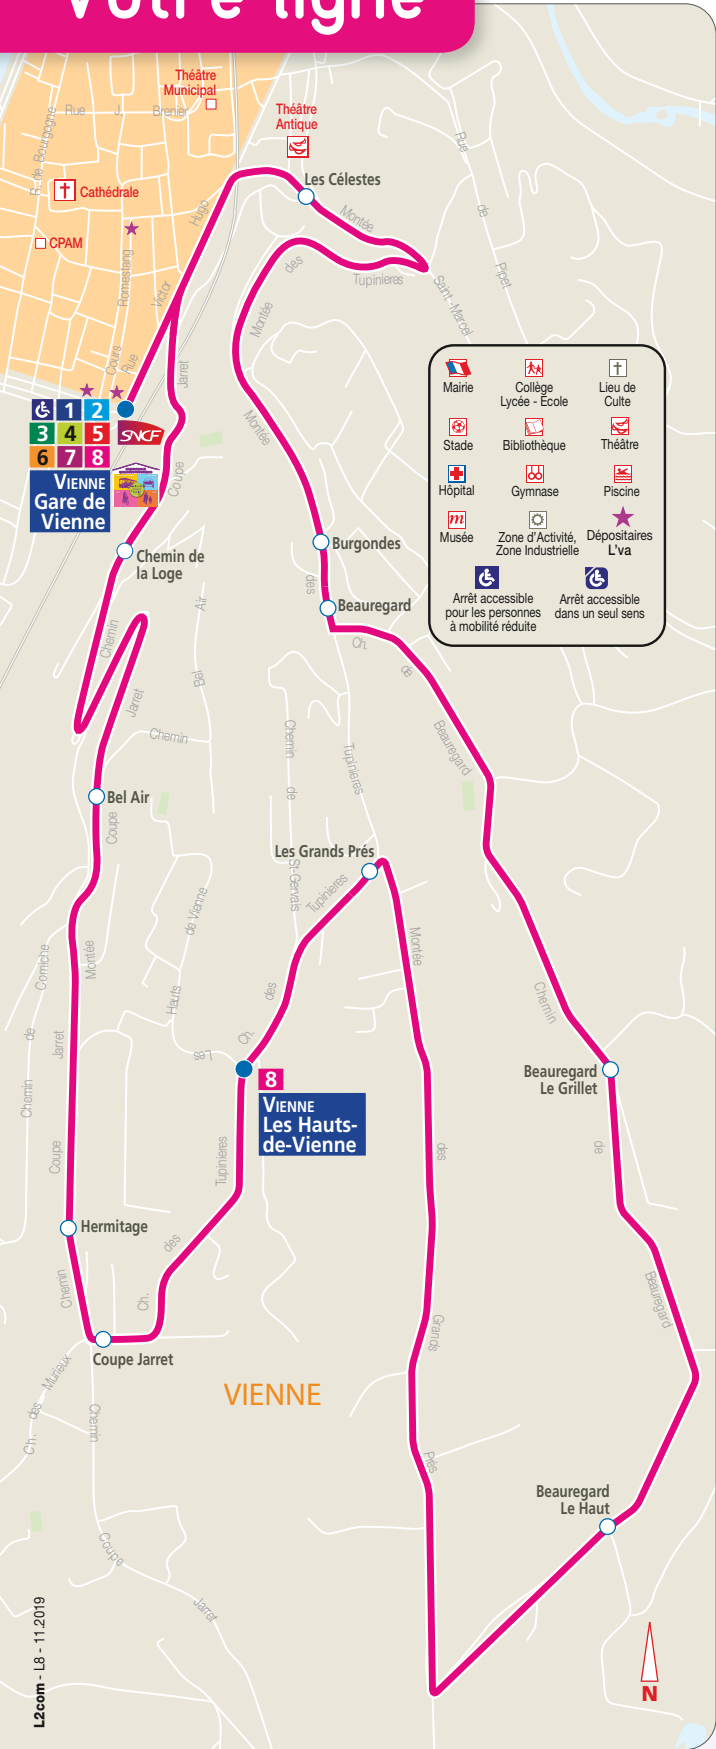 Votre ligne
Théâtre
Municipal
Rue J. Brenier
Théâtre
Antique
R. de Bourgogne
Les Célestes
Cathédrale
Rue
de
Pipet
Hugo
Montée
CPAM
Romestang
des
Tupinieres
Saint-Marcel
Victor
Montée
Cours
Rue
Jarret
Mairie
Collège
Lycée - Ecole
Lieu de
Culte
1 2
3 4 5
6 7 8
SNCF
Montée
Stade
Bibliothèque
Théâtre
Coupe
VIENNE
Gare de
Vienne
Hôpital
Gymnase
Piscine
Musée
Zone d'Activité,
Zone Industrielle
Dépositaires
L'va
Burgondes
Chemin de
la Loge
des
Arrêt accessible
pour les personnes
à mobilité réduite
Arrêt accessible
dans un seul sens
Beauregard
Air
Chemin
Ch.
de
Bel
Jarret
Chemin
Chemin
de
Tupinieres
Beauregard
Bel Air
Coupe
Les Grands Prés
St-Gervais
Tupinieres
de Vienne
Montée
Montée
Corniche
Hauts
des
Chemin
de
Jarret
Les
Ch.
Beauregard
Le Grillet
8
VIENNE
Les Hauts-
de-Vienne
Chemin
Coupe
Tupinieres
des
de
Hermitage
des
Chemin
Ch.
Beauregard
Grands
Coupe Jarret
Murieux
des
Ch.
VIENNE
Chemin
Prés
Beauregard
Le Haut
Coupe
Jarret
L2com - L8 - 11.2019
N